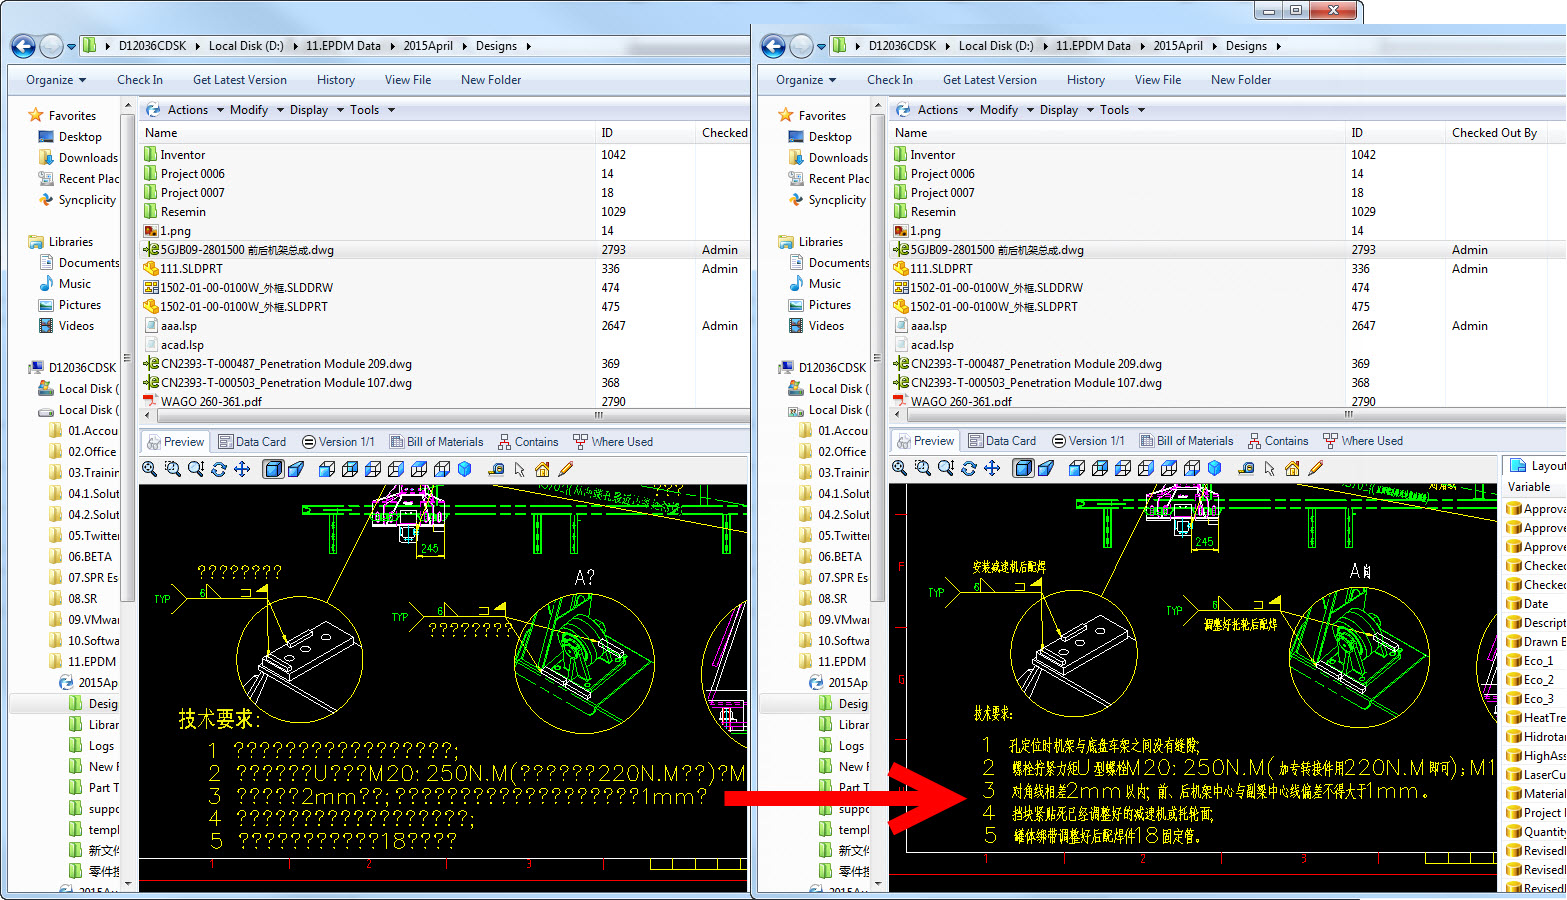 D12036CDSK Local Disk (D:) 11.EPDM Data 2015April Designs
Organize Check In Get Latest Version History View File New Folder
Favorites
Desktop
Downloads
Recent Plac
Syncplicity
Libraries
Documents
Music
Pictures
Videos
D12036CDSK
Local Disk (
Local Disk (
01.Accou
02.Office
03.Trainin
04.1.Solut
04.2.Solut
05.Twitter
06.BETA
07.SPR Es
08.SR
09.VMwar
10.Softwa
11.EPDM
2015Ap
Desig
Librar
Logs
New F
Part T
suppo
templ
新文件
零件
Actions Modify Display Tools
Name ID Checked
Inventor 1042
Project 0006 14
Project 0007 18
Resemin 1029
1.png 14
5GJB09-2801500 前后机架总成.dwg 2793 Admin
111.SLDPRT 336 Admin
1502-01-00-0100W_外框.SLDDRW 474
1502-01-00-0100W_外框.SLDPRT 475
aaa.lsp 2647 Admin
acad.lsp
CN2393-T-000487_Penetration Module 209.dwg 369
CN2393-T-000503_Penetration Module 107.dwg 368
WAGO 260-361.pdf 2790
Preview Data Card Version 1/1 Bill of Materials Contains Where Used
245
????????
A?
TYP 6
TYP 6
????????
技术要求:
1 ?????????????????;
2 ??????U???M20: 250N.M(??????220N.M??)?M
3 ?????2mm??;???????????????????1mm?
4 ??????????????????;
5 ???????????18????
1 2 3
D12036CDSK Local Disk (D:) 11.EPDM Data 2015April Designs
Organize Check In Get Latest Version History View File New Folder
Favorites
Desktop
Downloads
Recent Plac
Syncplicity
Libraries
Documents
Music
Pictures
Videos
D12036CDSK
Local Disk (
Local Disk (
01.Accou
02.Office
03.Trainin
04.1.Solut
04.2.Solut
05.Twitter
06.BETA
07.SPR Es
08.SR
09.VMwar
10.Softwa
11.EPDM
2015Ap
Desig
Librar
Logs
New F
Part T
suppo
templ
新文件
零件
Actions Modify Display Tools
Name ID Checked Out By
Inventor 1042
Project 0006 14
Project 0007 18
Resemin 1029
1.png 14
5GJB09-2801500 前后机架总成.dwg 2793 Admin
111.SLDPRT 336 Admin
1502-01-00-0100W_外框.SLDDRW 474
1502-01-00-0100W_外框.SLDPRT 475
aaa.lsp 2647 Admin
acad.lsp
CN2393-T-000487_Penetration Module 209.dwg 369
CN2393-T-000503_Penetration Module 107.dwg 368
WAGO 260-361.pdf 2790
Preview Data Card Version 1/1 Bill of Materials Contains Where Used
245
F
安装减速机后配焊
A向
TYP 6
TYP 6
调整好托轮后配焊
G
技术要求:
1 孔定位时机架与底盘车架之间没有缝隙;
2 螺栓拧紧力矩U型螺栓M20: 250N.M(加专转接件用220N.M即可);M1
3 对角线相差2mm以内; 前、后机架中心与副梁中心线偏差不得大于1mm。
4 挡块紧贴死已经调整好的减速机或托轮面;
5 罐体绑带调整好后配焊件18固定管。
1 2 3
Layout
Variable
Approva
Approve
Approve
Checked
Checked
Date
Descript
Drawn B
Eco_1
Eco_2
Eco_3
HeatTre
Hidrotan
HighAss
LaserCu
Material
Project
Quantity
Revised
Revised
Revised